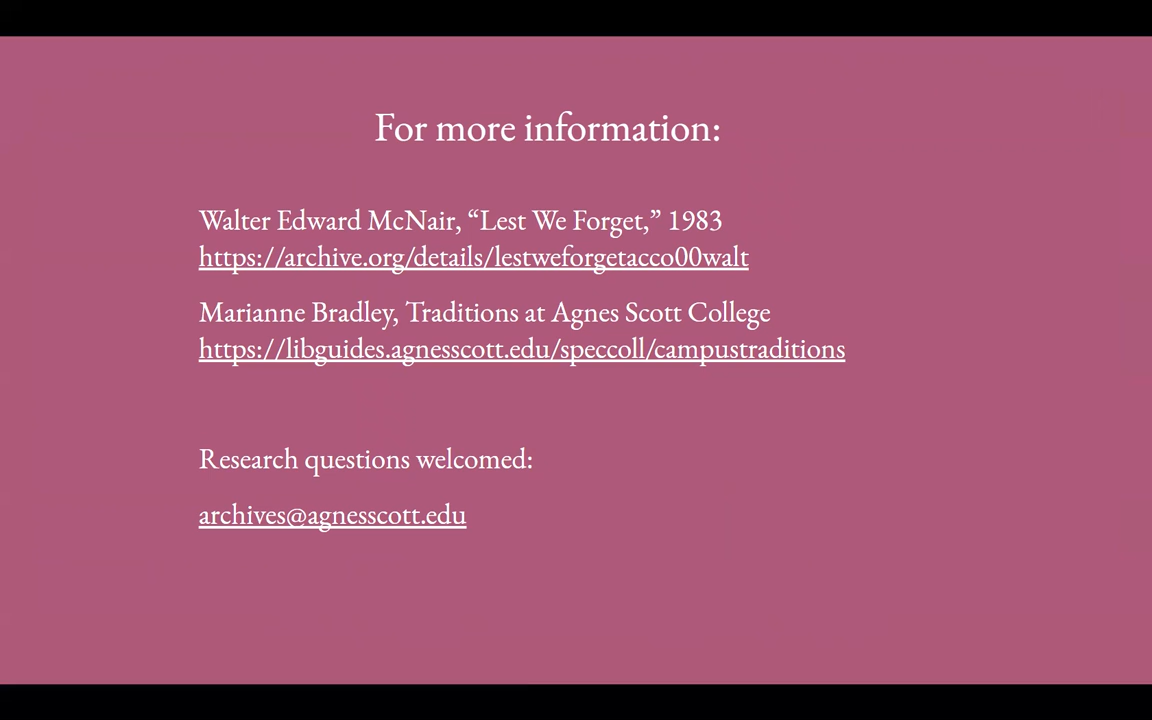 For more information:
Walter Edward McNair, “Lest We Forget,” 1983
https://archive.org/details/lestweforgetacco00walt
Marianne Bradley, Traditions at Agnes Scott College
https://libguides.agnesscott.edu/speccoll/campustraditions
Research questions welcomed:
archives@agnesscott.edu